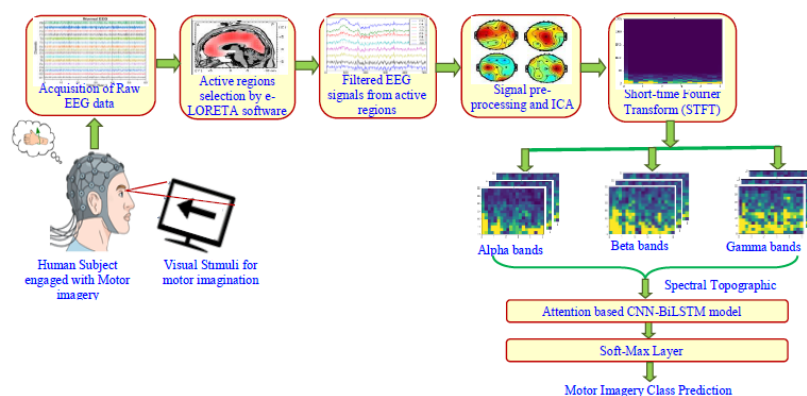 Acquisition of Raw
EEG data
Active regions
selection by e-
LORETA software
Filtered EEG
signals from active
regions
Signal pre-
processing and ICA
Short-time Fourier
Transform (STFT)
Human Subject
engaged with Motor
imagery
Visual Stimuli for
motor imagination
Alpha bands
Beta bands
Gamma bands
Spectral Topographic
Attention based CNN-BiLSTM model
Soft-Max Layer
Motor Imagery Class Prediction